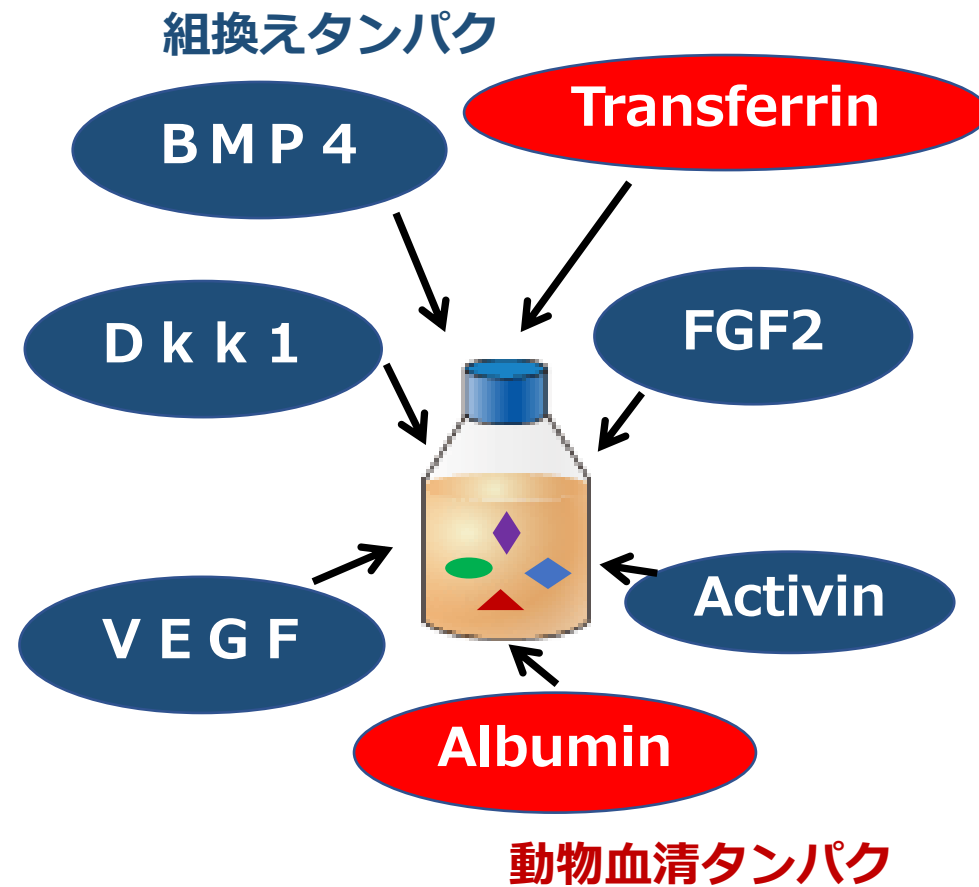 組換えタンパク
Transferrin
ＢＭＰ４
Ｄｋｋ１
FGF2
Activin
ＶＥＧＦ
Albumin
動物血清タンパク